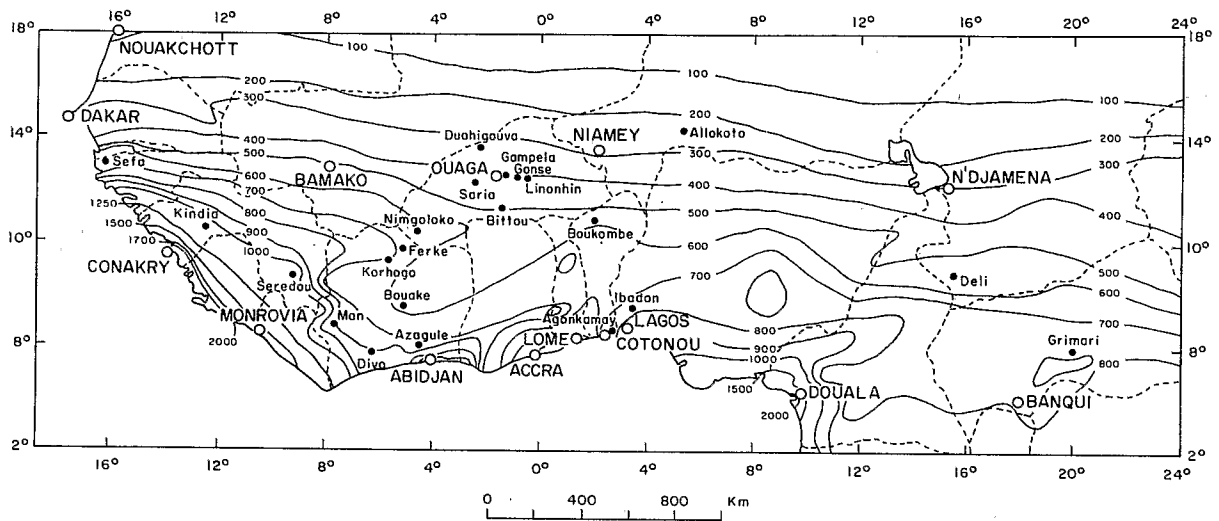 16° 12° 8° 4° 0° 4° 8° 12° 16° 20° 24°
18° 18°
NOUAKCHOTT
100
100
100
200
300
200
200
300
DAKAR
14° 14°
400
500
600
700
800
900
1000
Sefa
BAMAKO
Ouahigouya
OUAGA
Gampela
Gonse
Linonhin
Saria
Bittou
NIAMEY
Allokoto
200
300
400
500
600
700
N'DJAMENA
400
500
600
700
800
1250
1500
1700
2000
Kindia
CONAKRY
10° 10°
Nimgoloko
Ferke
Korhogo
Boukombe
Deli
Seredou
MONROVIA
Man
Bouake
Azagule
Divo
ABIDJAN
Agonkamay
Ibadan
LAGOS
LOME
COTONOU
ACCRA
800
900
1000
1500
2000
DOUALA
Grimari
BANQUI
8° 8°
2° 2°
16° 12° 8° 4° 0° 4° 8° 12° 16° 20° 24°
0 400 800 Km